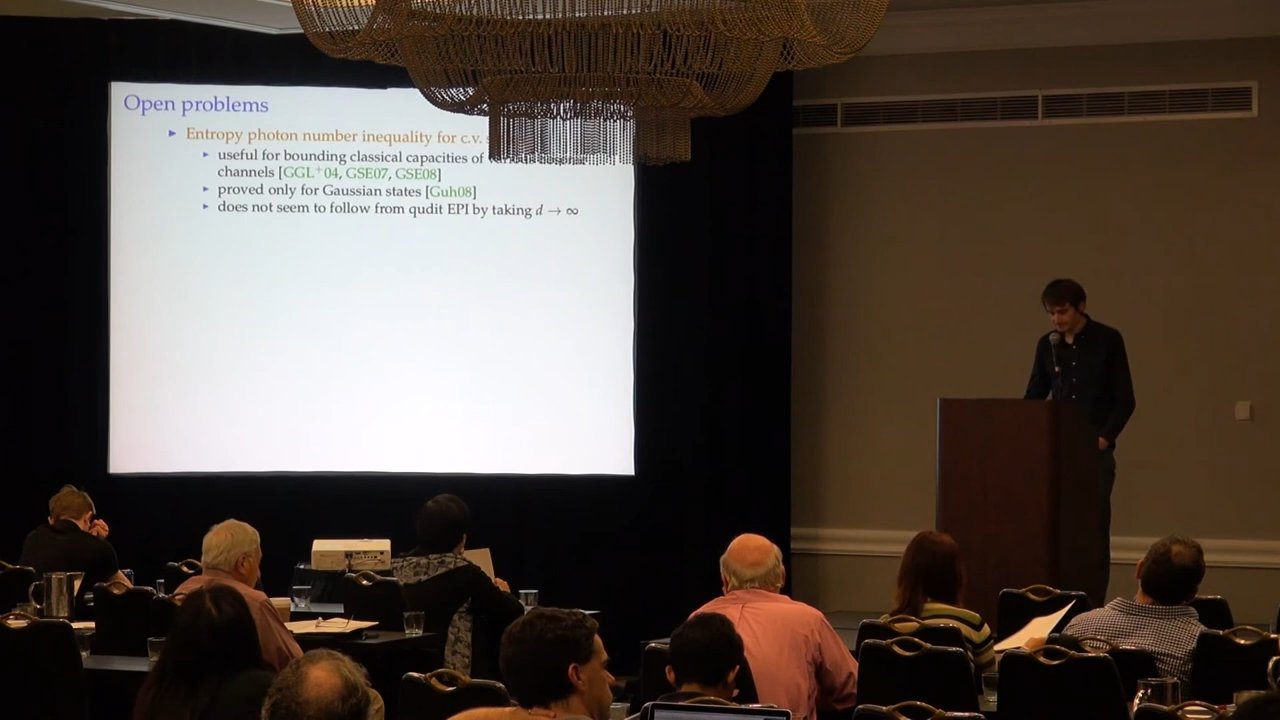 Open problems
Entropy photon number inequality for c.v.
useful for bounding classical capacities of
channels [GGL+04, GSE07, GSE08]
proved only for Gaussian states [Guh08]
does not seem to follow from qudit EPI by taking d → ∞